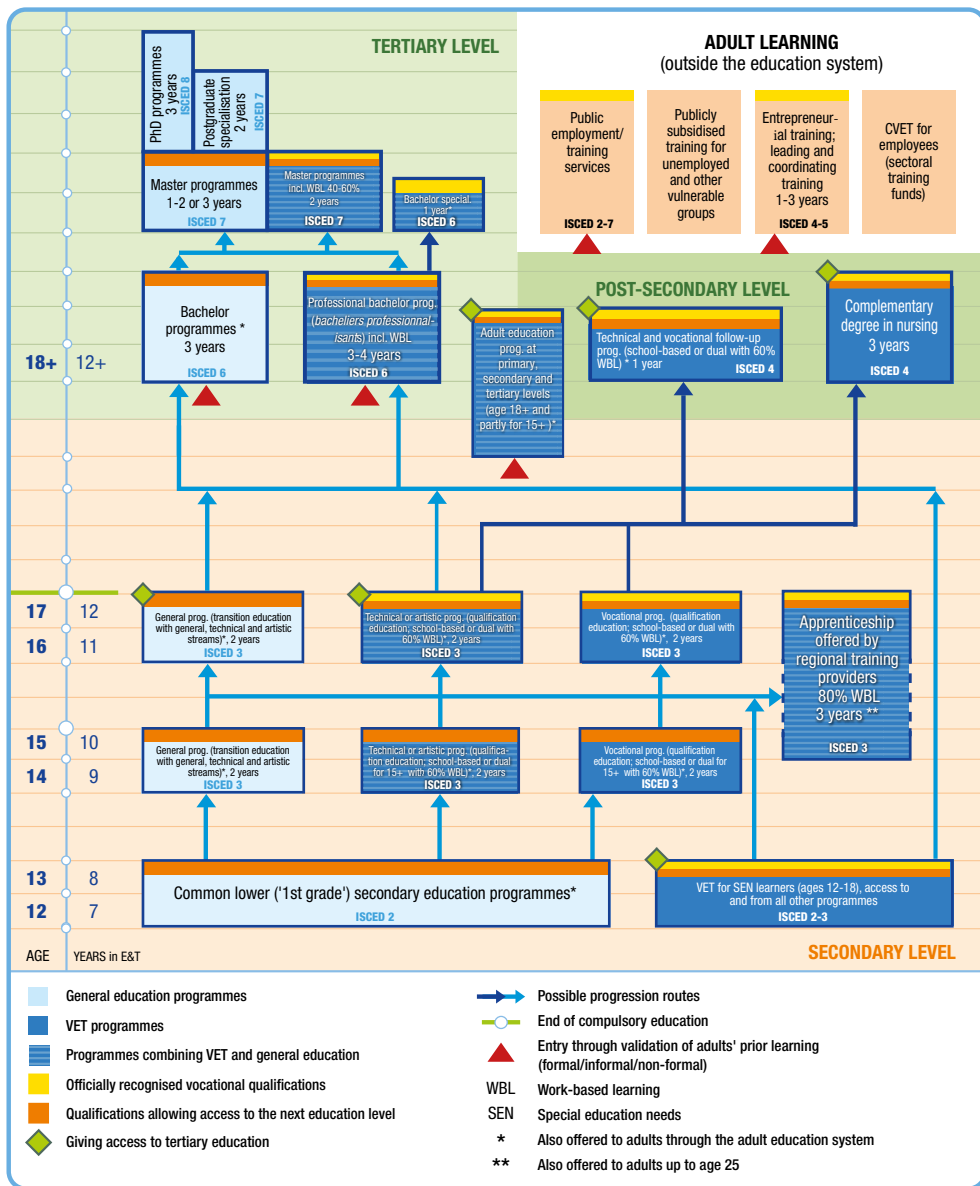 TERTIARY LEVEL
ADULT LEARNING
(outside the education system)
PhD programmes
3 years
ISCED 8
Postgraduate
specialisation
2 years
ISCED 7
Public
employment/
training
services
ISCED 2-7
Publicly
subsidised
training for
unemployed
and other
vulnerable
groups
Entrepreneur-
ial training;
leading and
coordinating
training
1-3 years
ISCED 4-5
CVET for
employees
(sectoral
training
funds)
Master programmes
1-2 or 3 years
ISCED 7
Master programmes
incl. WBL 40-60%
2 years
ISCED 7
Bachelor special.
1 year*
ISCED 6
POST-SECONDARY LEVEL
Bachelor
programmes *
3 years
ISCED 6
Professional bachelor prog.
(bacheliers professionnal-
isants) incl. WBL
3-4 years
ISCED 6
Adult education
prog. at
primary,
secondary and
tertiary levels
(age 18+ and
partly for 15+ )*
Technical and vocational follow-up
prog. (school-based or dual with 60%
WBL) * 1 year
ISCED 4
Complementary
degree in nursing
3 years
ISCED 4
18+ 12+
17 12
16 11
General prog. (transition education
with general, technical and artistic
streams)*, 2 years
ISCED 3
Technical or artistic prog. (qualification
education; school-based or dual with
60% WBL)*, 2 years
ISCED 3
Vocational prog. (qualification
education; school-based or dual with
60% WBL)*, 2 years
ISCED 3
Apprenticeship
offered by
regional training
providers
80% WBL
3 years **
ISCED 3
15 10
14 9
General prog. (transition education
with general, technical and artistic
streams)*, 2 years
ISCED 3
Technical or artistic prog. (qualifica-
tion education; school-based or dual
for 15+ with 60% WBL)*, 2 years
ISCED 3
Vocational prog. (qualification
education; school-based or dual for
15+ with 60% WBL)*, 2 years
ISCED 3
13 8
12 7
Common lower ('1st grade') secondary education programmes*
ISCED 2
VET for SEN learners (ages 12-18), access to
and from all other programmes
ISCED 2-3
AGE YEARS in E&T
SECONDARY LEVEL
General education programmes
VET programmes
Programmes combining VET and general education
Officially recognised vocational qualifications
Qualifications allowing access to the next education level
Giving access to tertiary education
Possible progression routes
End of compulsory education
Entry through validation of adults' prior learning
(formal/informal/non-formal)
WBL Work-based learning
SEN Special education needs
* Also offered to adults through the adult education system
** Also offered to adults up to age 25